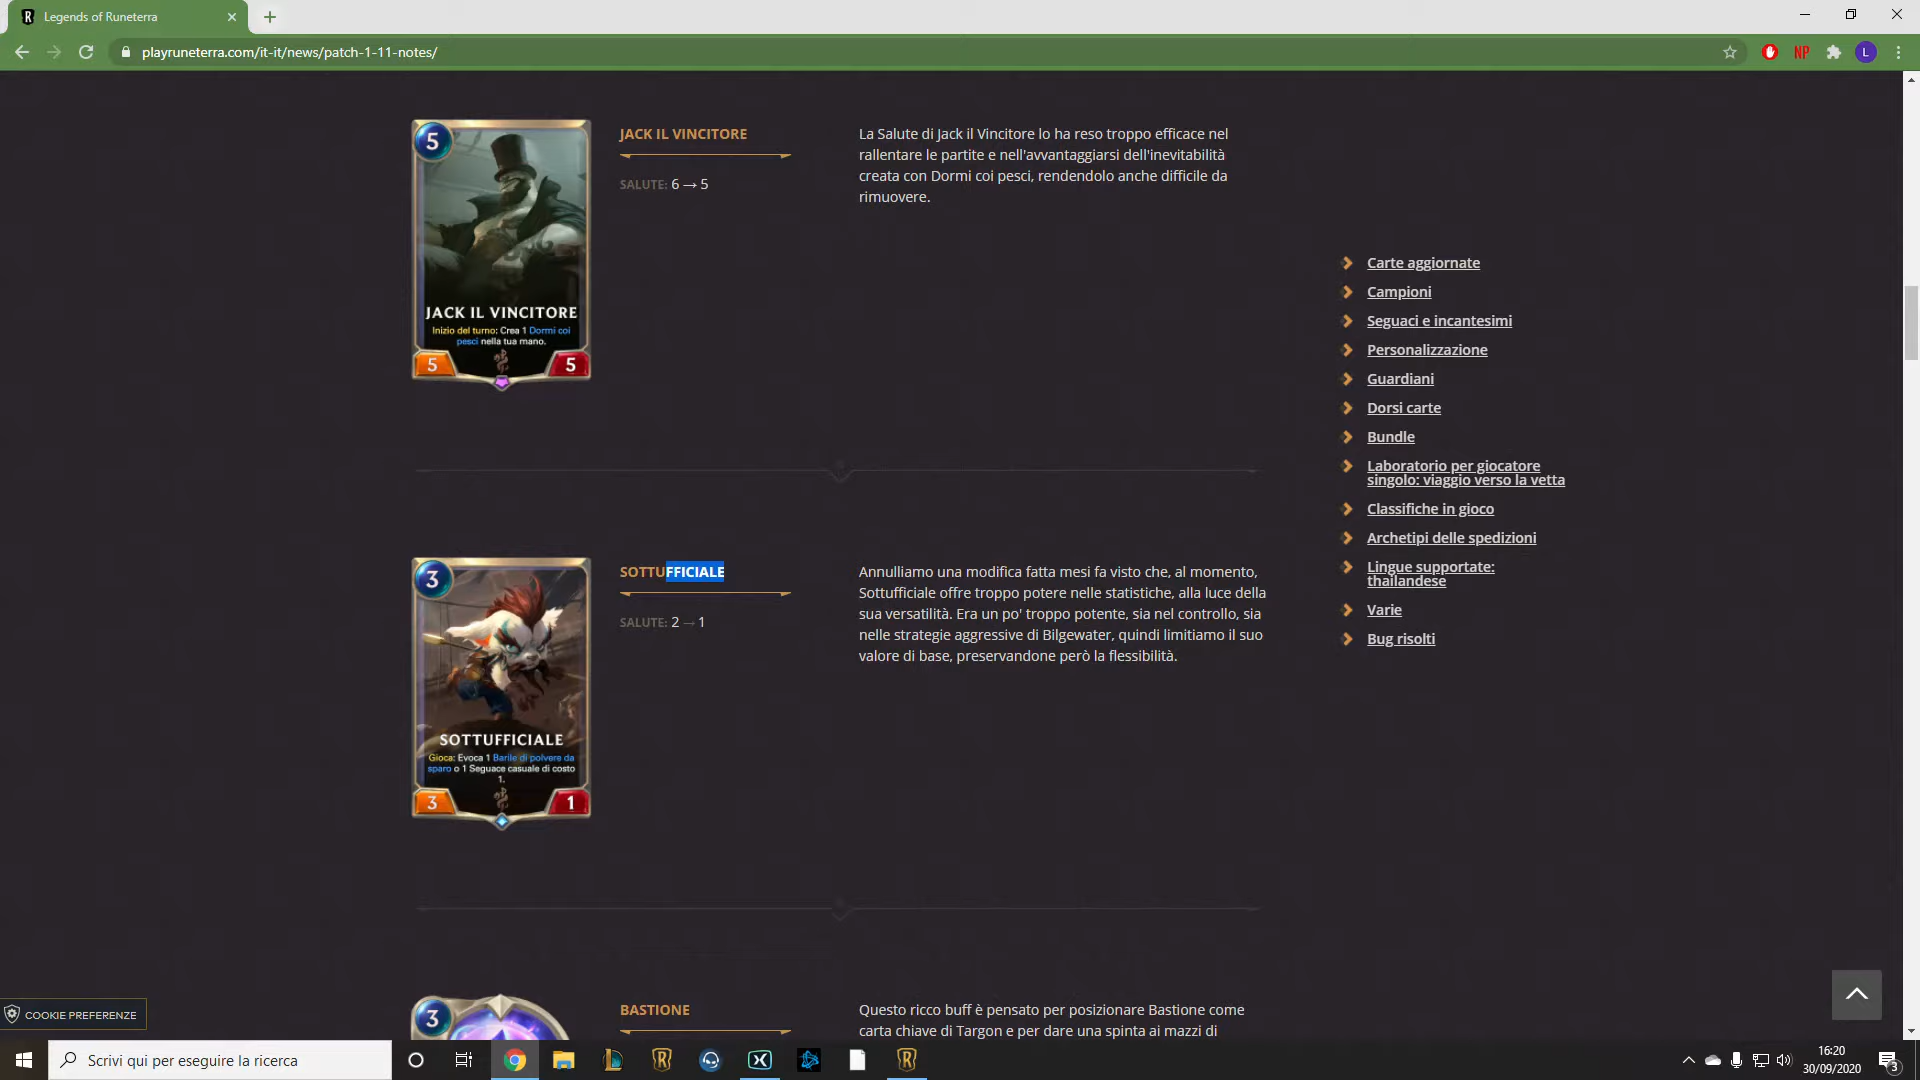 Legends of Runeterra
playruneterra.com/it-it/news/patch-1-11-notes/
NP
L
5
JACK IL VINCITORE
Inizio del turno: Crea 1 Dormi coi
pesci nella tua mano.
5
5
JACK IL VINCITORE
SALUTE: 6 → 5
La Salute di Jack il Vincitore lo ha reso troppo efficace nel
rallentare le partite e nell'avvantaggiarsi dell'inevitabilità
creata con Dormi coi pesci, rendendolo anche difficile da
rimuovere.
3
SOTTUFFICIALE
Gioca: Evoca 1 Barile di polvere da
sparo o 1 Seguace casuale di costo
1.
3
1
SOTTUFFICIALE
SALUTE: 2 → 1
Annulliamo una modifica fatta mesi fa visto che, al momento,
Sottufficiale offre troppo potere nelle statistiche, alla luce della
sua versatilità. Era un po' troppo potente, sia nel controllo, sia
nelle strategie aggressive di Bilgewater, quindi limitiamo il suo
valore di base, preservandone però la flessibilità.
3
BASTIONE
Questo ricco buff è pensato per posizionare Bastione come
carta chiave di Targon e per dare una spinta ai mazzi di
Carte aggiornate
Campioni
Seguaci e incantesimi
Personalizzazione
Guardiani
Dorsi carte
Bundle
Laboratorio per giocatore
singolo: viaggio verso la vetta
Classifiche in gioco
Archetipi delle spedizioni
Lingue supportate:
thailandese
Varie
Bug risolti
COOKIE PREFERENZE
Scrivi qui per eseguire la ricerca
16:20
30/09/2020
3